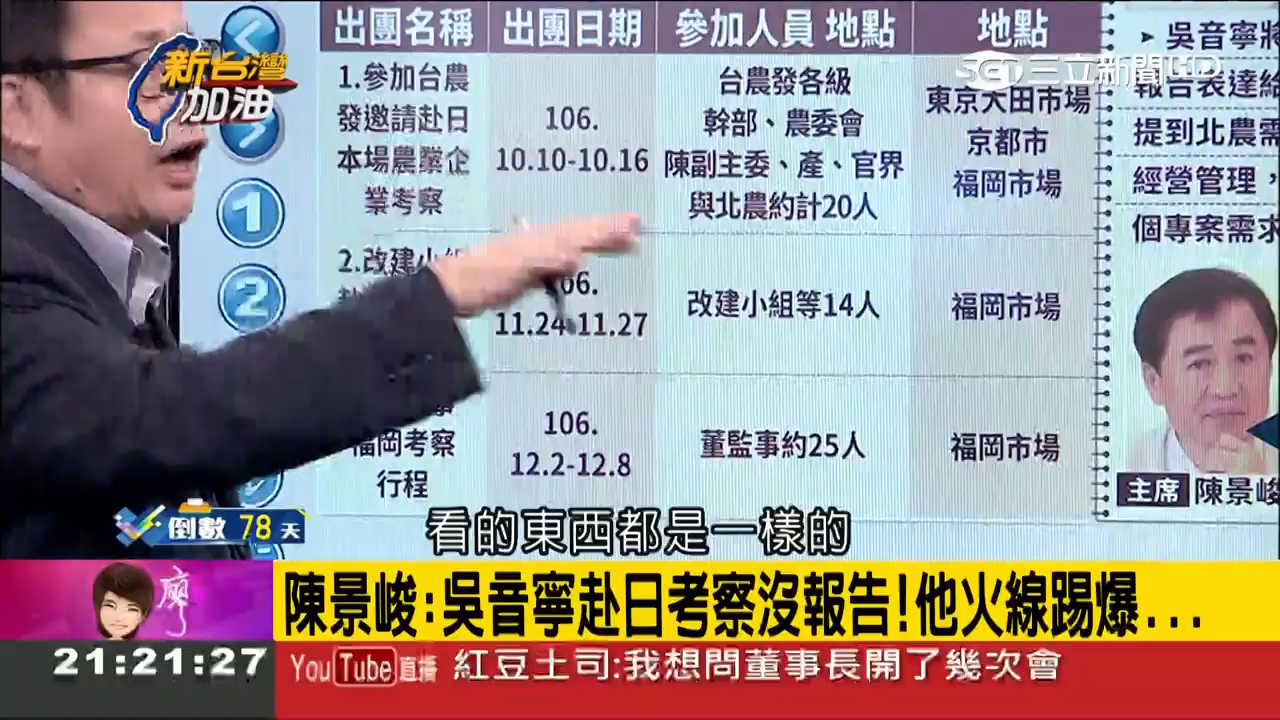 新台灣
加油
SET 三立新聞 HD
出團名稱 出團日期 參加人員 地點 地點
1.參加台農
發邀請赴日
本場農業企
業考察
106.
10.10-10.16
台農發各級
幹部、農委會
陳副主委、產、官界
與北農約計20人
東京大田市場
京都市
福岡市場
2.改建小
06.
11.24-11.27
改建小組等14人
福岡市場
福岡考察
行程
106.
12.2-12.8
董監事約25人
福岡市場
1
2
吳音寧將
報告表達給
提到北農需
經營管理，
個專案需求
主席 陳景峻
倒數 78 天
看的東西都是一樣的
廖
陳景峻:吳音寧赴日考察沒報告!他火線踢爆...
21:21:27
YouTube直播 紅豆土司:我想問董事長開了幾次會